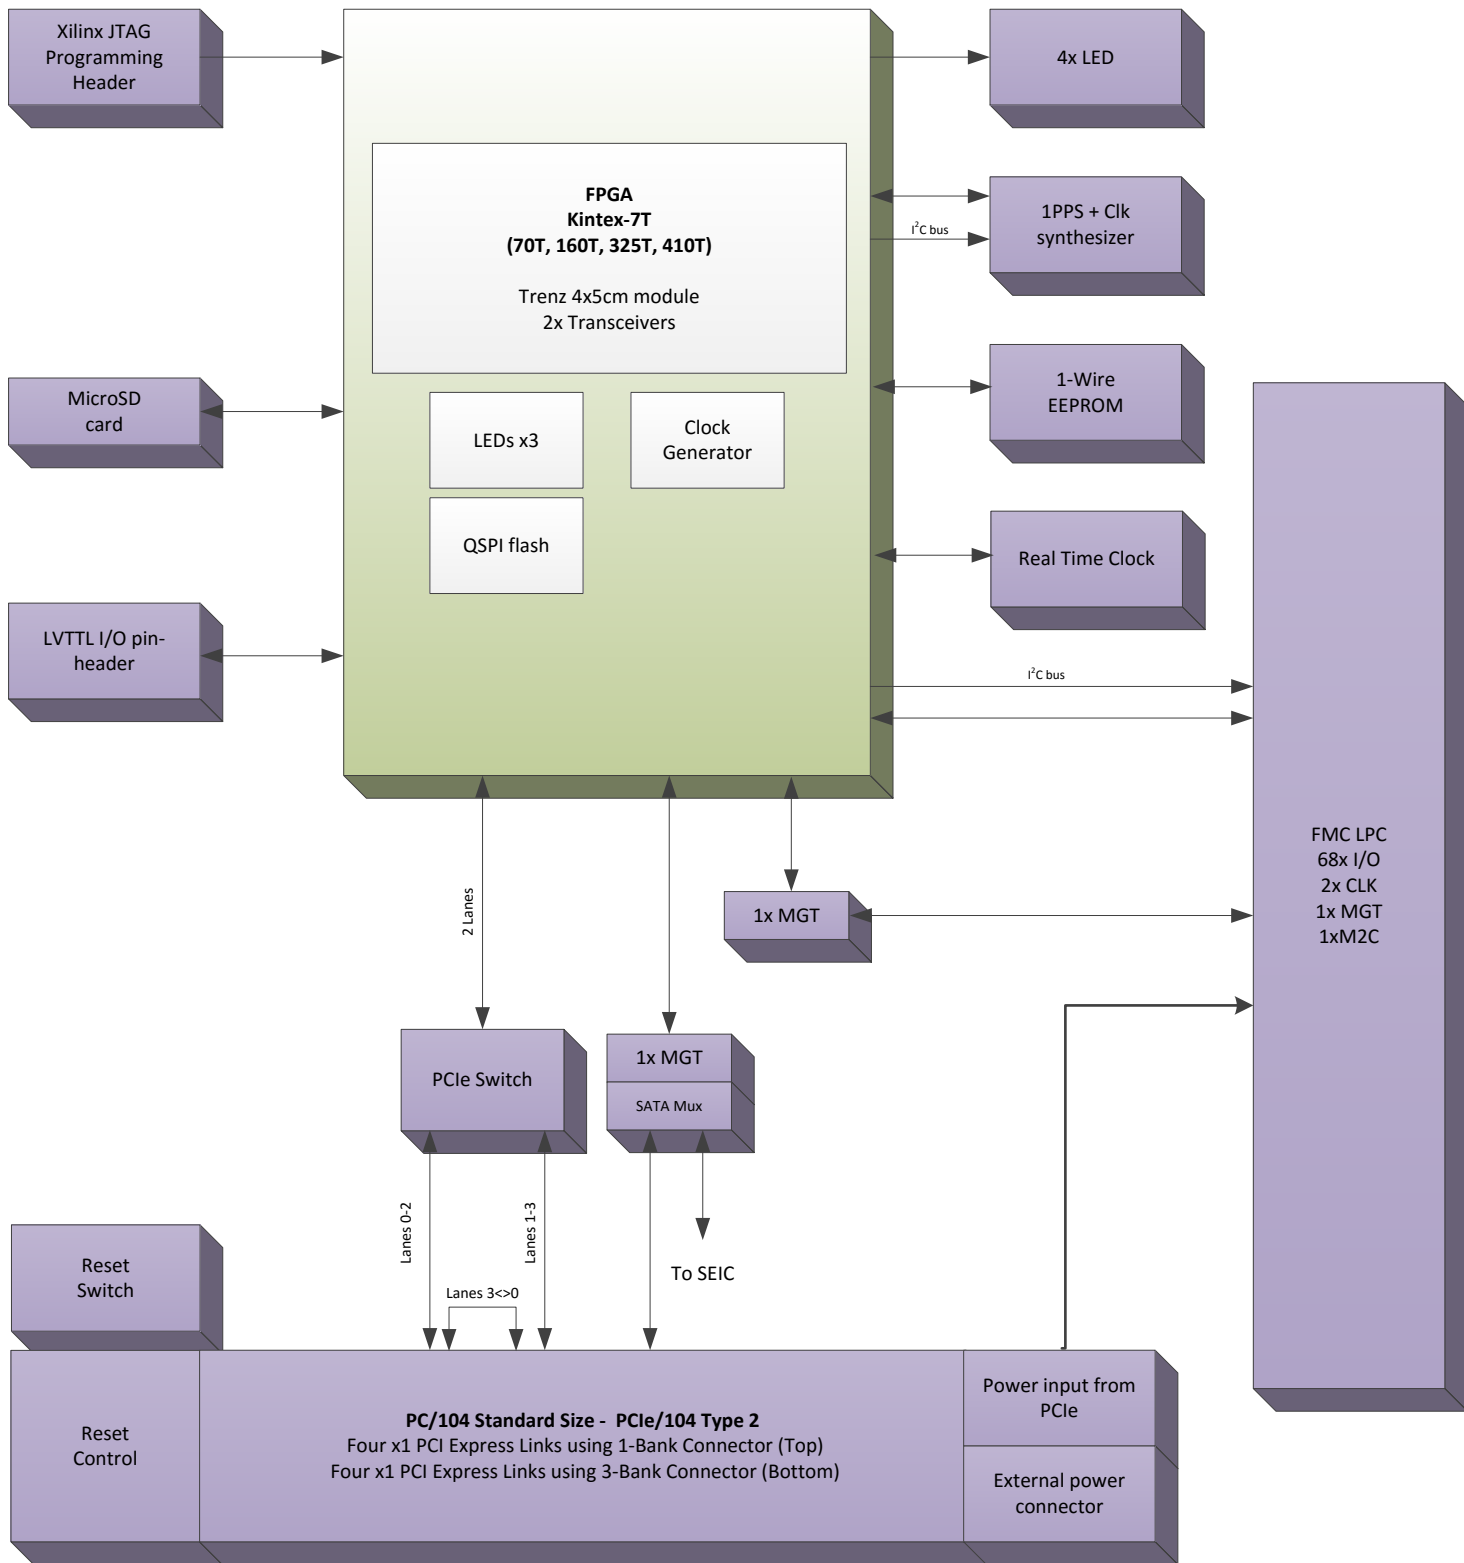 Xilinx JTAG
Programming
Header
4x LED
FPGA
Kintex-7T
(70T, 160T, 325T, 410T)
Trenz 4x5cm module
2x Transceivers
1PPS + Clk
synthesizer
I²C bus
MicroSD
card
LEDs x3
Clock
Generator
1-Wire
EEPROM
QSPI flash
Real Time Clock
LVTTL I/O pin-
header
I²C bus
FMC LPC
68x I/O
2x CLK
1x MGT
1xM2C
2 Lanes
1x MGT
PCIe Switch
1x MGT
SATA Mux
Lanes 0-2
Lanes 1-3
Lanes 3<>0
To SEIC
Reset
Switch
Reset
Control
PC/104 Standard Size -  PCIe/104 Type 2
Four x1 PCI Express Links using 1-Bank Connector (Top)
Four x1 PCI Express Links using 3-Bank Connector (Bottom)
Power input from
PCIe
External power
connector